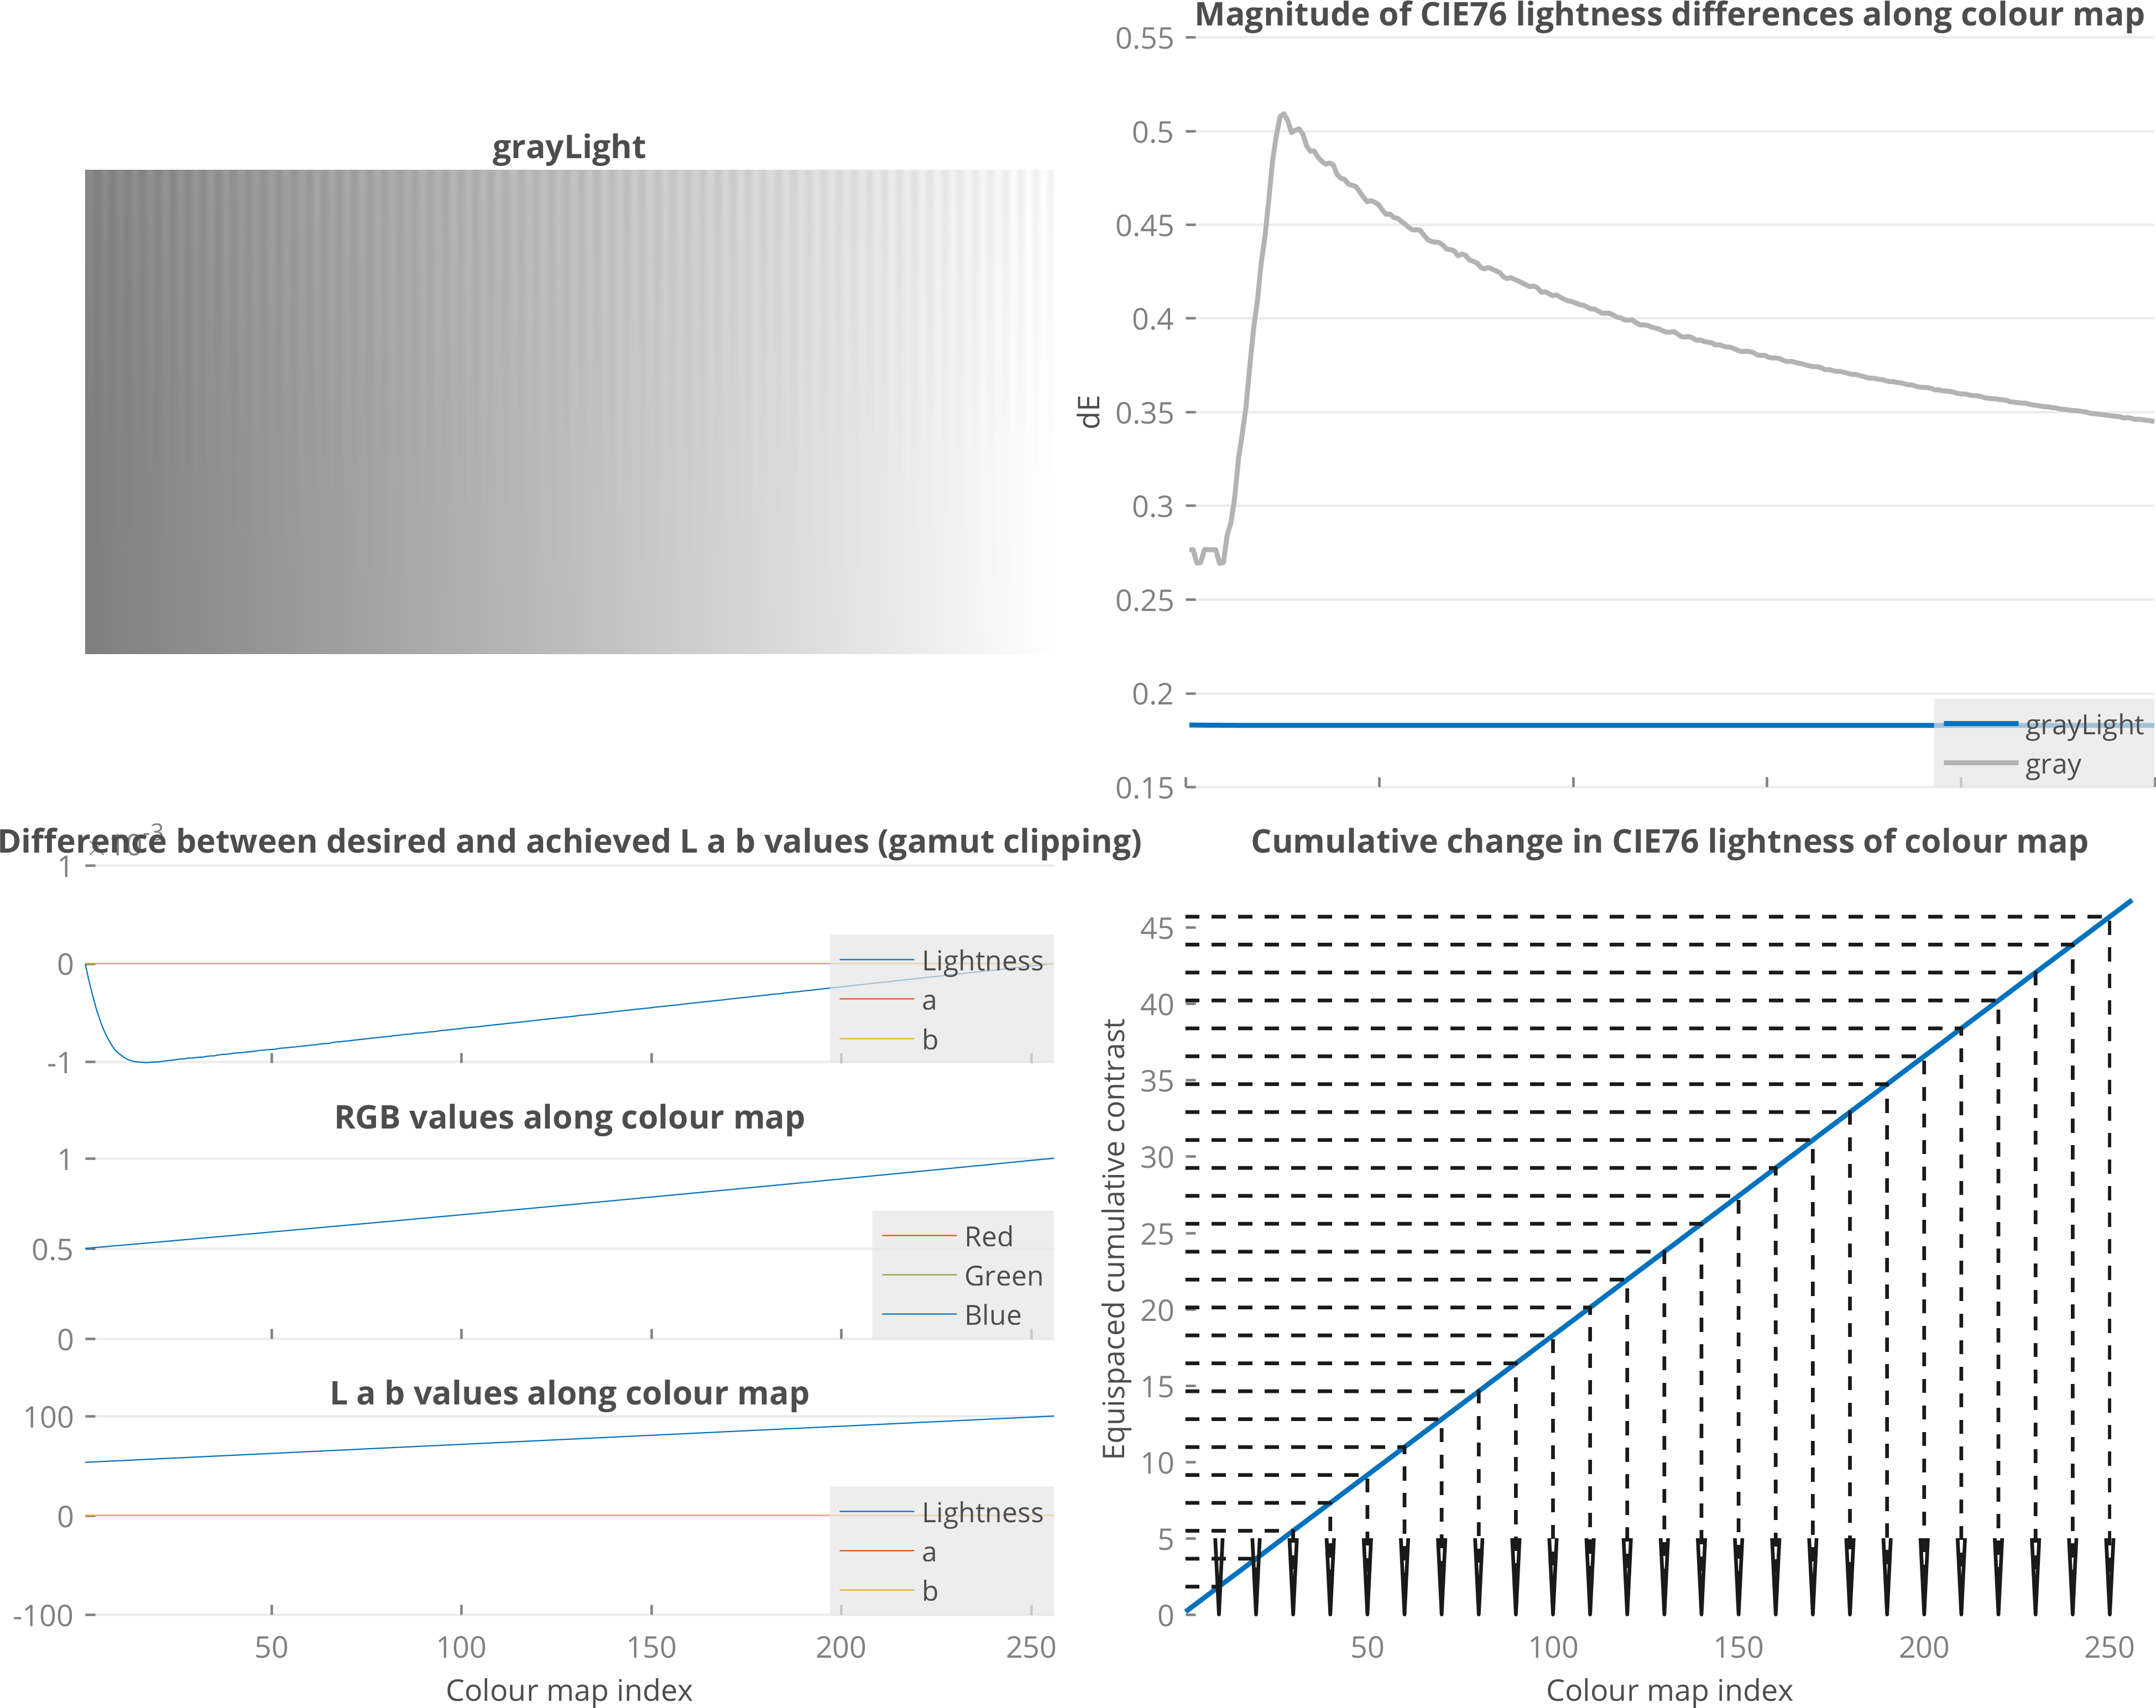 Magnitude of CIE76 lightness differences along colour map
0.55
0.5
0.45
0.4
0.35
0.3
0.25
0.2
0.15
dE
grayLight
gray
grayLight
Difference between desired and achieved L a b values (gamut clipping)
× 10-3
1
0
-1
Lightness
a
b
RGB values along colour map
1
0.5
0
Red
Green
Blue
L a b values along colour map
100
0
-100
Lightness
a
b
50 100 150 200 250
Colour map index
Cumulative change in CIE76 lightness of colour map
45
40
35
30
25
20
15
10
5
0
Equispaced cumulative contrast
50 100 150 200 250
Colour map index